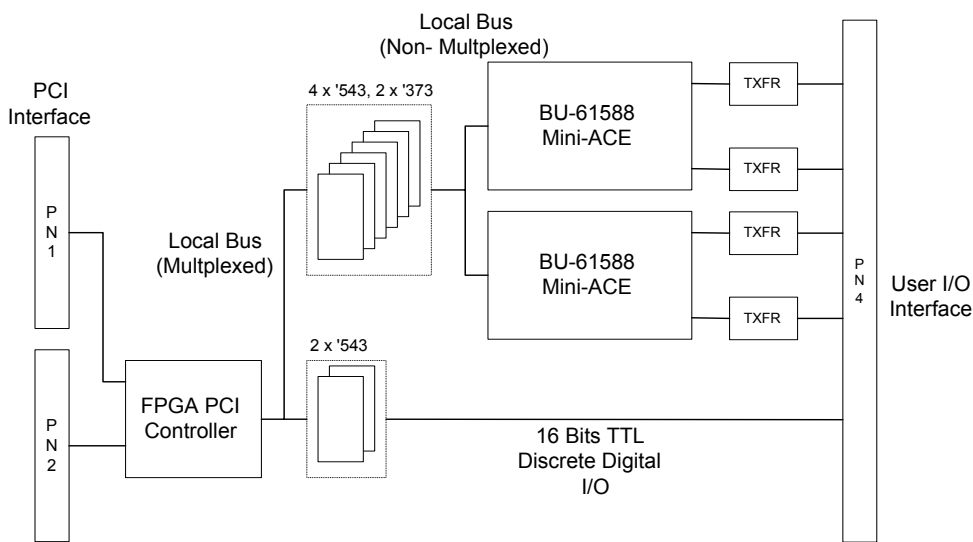 Local Bus
(Non- Multplexed)
4 x '543, 2 x '373
PCI
Interface
BU-61588
Mini-ACE
TXFR
TXFR
P
N
1
Local Bus
(Multplexed)
BU-61588
Mini-ACE
TXFR
TXFR
P
N
4
User I/O
Interface
2 x '543
P
N
2
FPGA PCI
Controller
16 Bits TTL
Discrete Digital
I/O